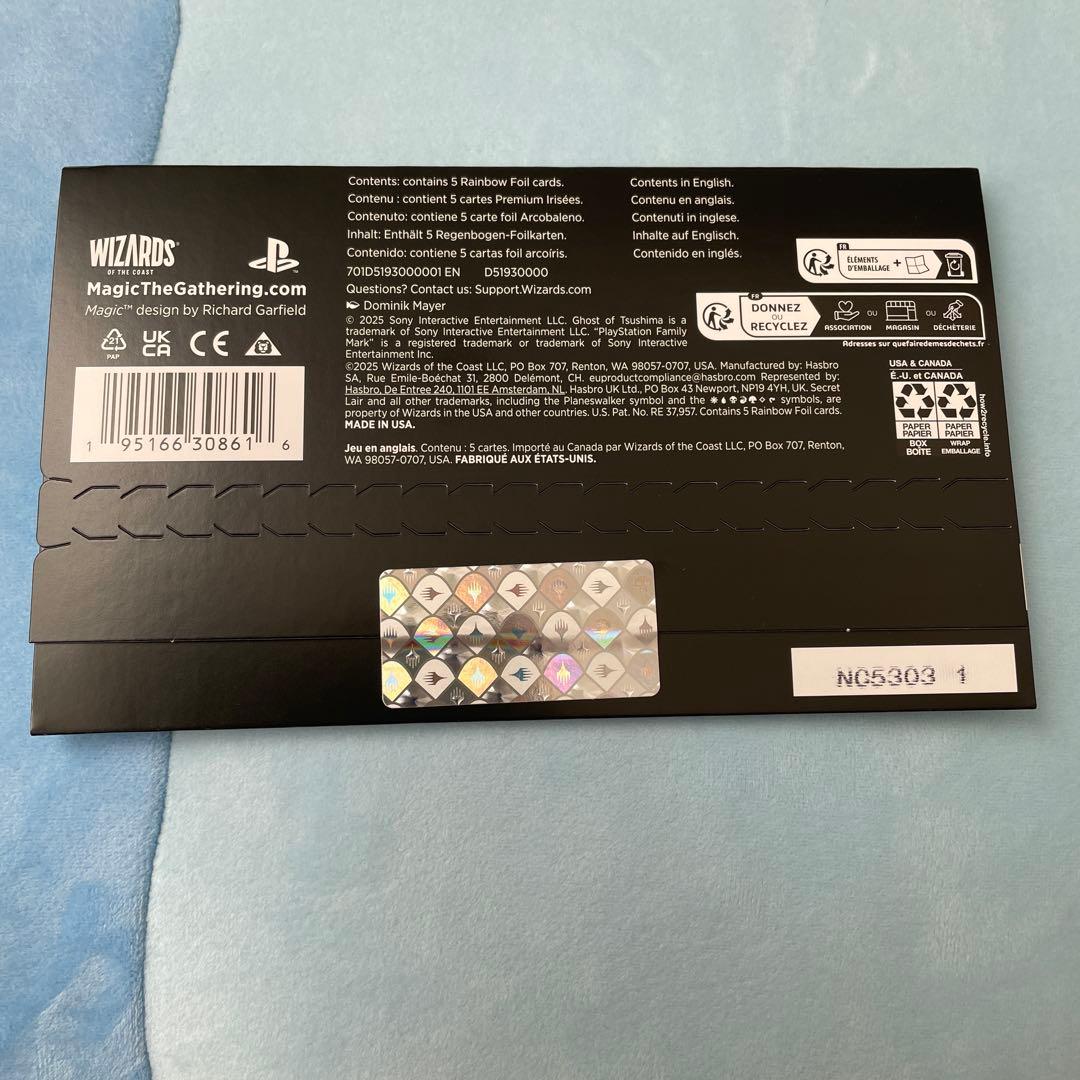 Contents: contains 5 Rainbow Foil cards.
Contenu : contient 5 cartes Premium Irisées.
Contenuto: contiene 5 carte foil Arcobaleno.
Inhalt: Enthält 5 Regenbogen-Foilkarten.
Contenido: contiene 5 cartas foil arcoíris.
Contents in English.
Contenu en anglais.
Contenuti in inglese.
Inhalte auf Englisch.
Contenido en inglés.
WIZARDS
OF THE COAST
MagicTheGathering.com
Magic™ design by Richard Garfield
21
PAP
UK
CA
CE
1 95166 30861 6
701D5193000001 EN D51930000
Questions? Contact us: Support.Wizards.com
Dominik Mayer
© 2025 Sony Interactive Entertainment LLC. Ghost of Tsushima is a
trademark of Sony Interactive Entertainment LLC. “PlayStation Family
Mark” is a registered trademark or trademark of Sony Interactive
Entertainment Inc.
©2025 Wizards of the Coast LLC, PO Box 707, Renton, WA 98057-0707, USA. Manufactured by: Hasbro
SA, Rue Emile-Boéchat 31, 2800 Delémont, CH. euproductcompliance@hasbro.com Represented by:
Hasbro, De Entree 240, 1101 EE Amsterdam, NL. Hasbro UK Ltd., PO Box 43 Newport, NP19 4YH, UK. Secret
Lair and all other trademarks, including the Planeswalker symbol and the symbols, are
property of Wizards in the USA and other countries. U.S. Pat. No. RE 37,957. Contains 5 Rainbow Foil cards.
MADE IN USA.
Jeu en anglais. Contenu : 5 cartes. Importé au Canada par Wizards of the Coast LLC, PO Box 707, Renton,
WA 98057-0707, USA. FABRIQUÉ AUX ÉTATS-UNIS.
FR
ÉLÉMENTS
D'EMBALLAGE +
FR
DONNEZ
OU
RECYCLEZ
ASSOCIATION OU MAGASIN OU DÉCHÈTERIE
Adresses sur quefairedemesdechets.fr
USA & CANADA
É.-U. et CANADA
PAPER
PAPIER
BOX
BOÎTE
PAPER
PAPIER
WRAP
EMBALLAGE
how2recycle.info
NC5303 1